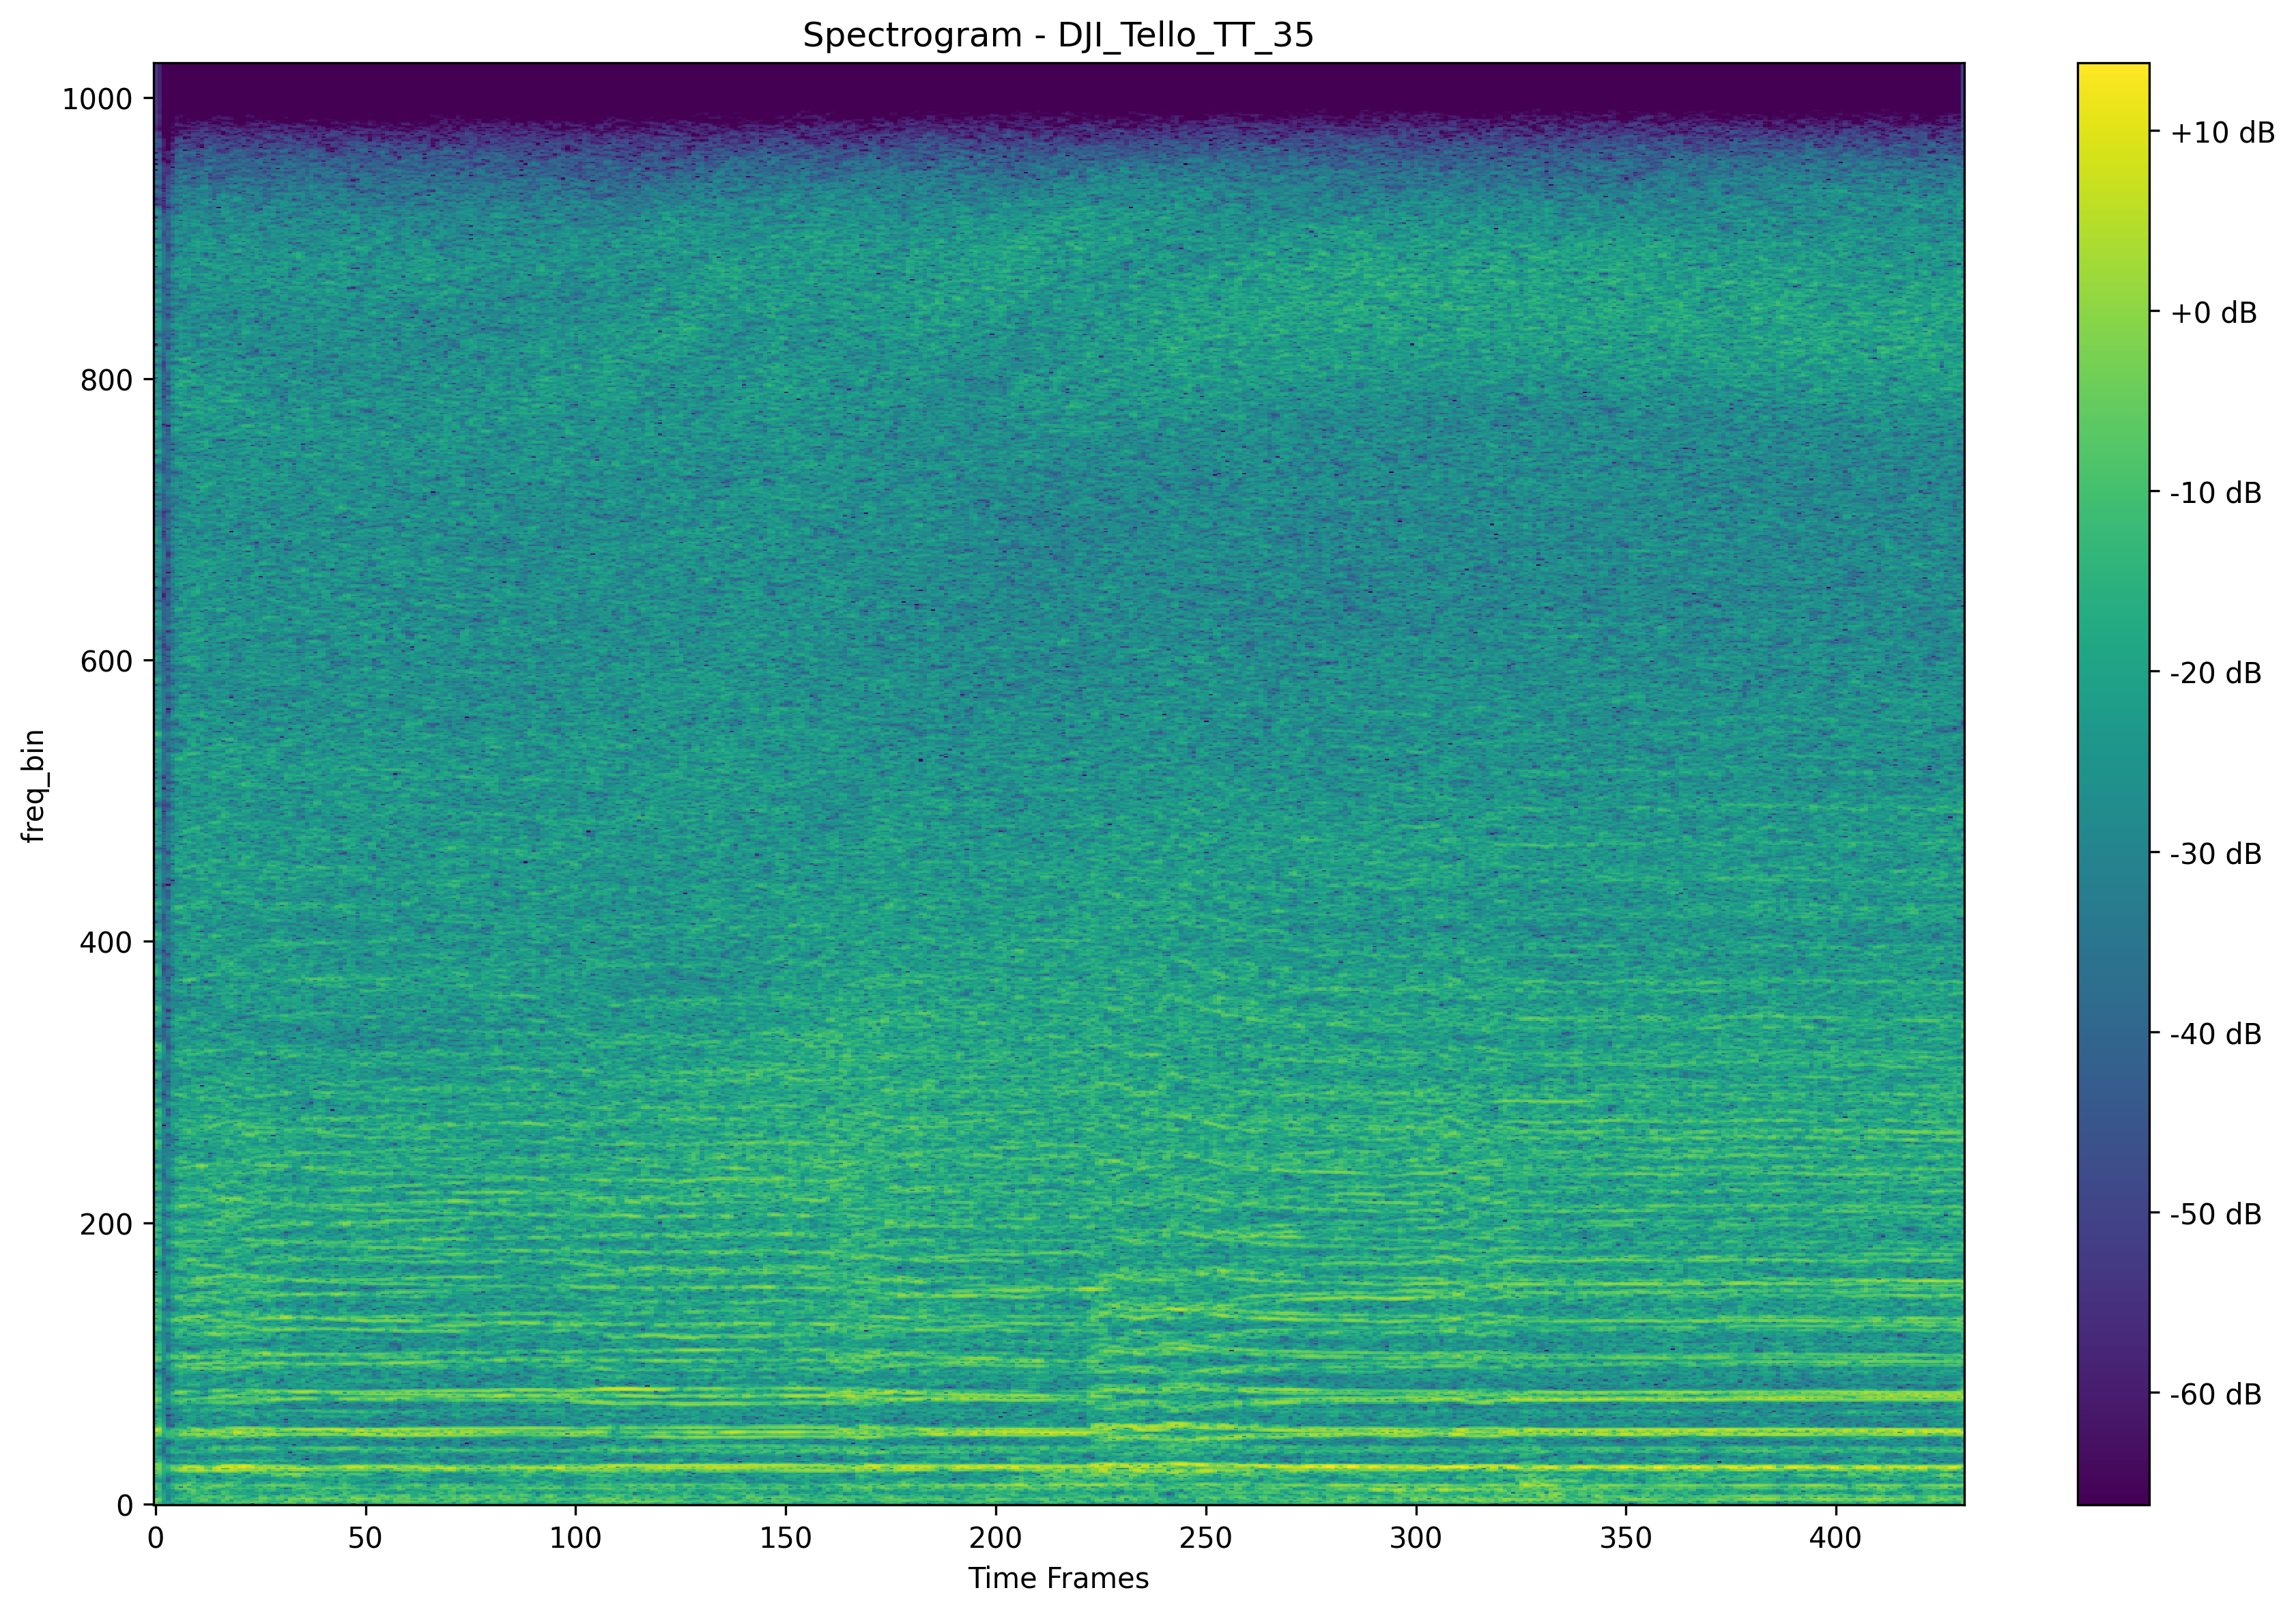 Spectrogram - DJI_Tello_TT_35
1000
800
600
400
200
0
freq_bin
0 50 100 150 200 250 300 350 400
Time Frames
+10 dB
+0 dB
-10 dB
-20 dB
-30 dB
-40 dB
-50 dB
-60 dB